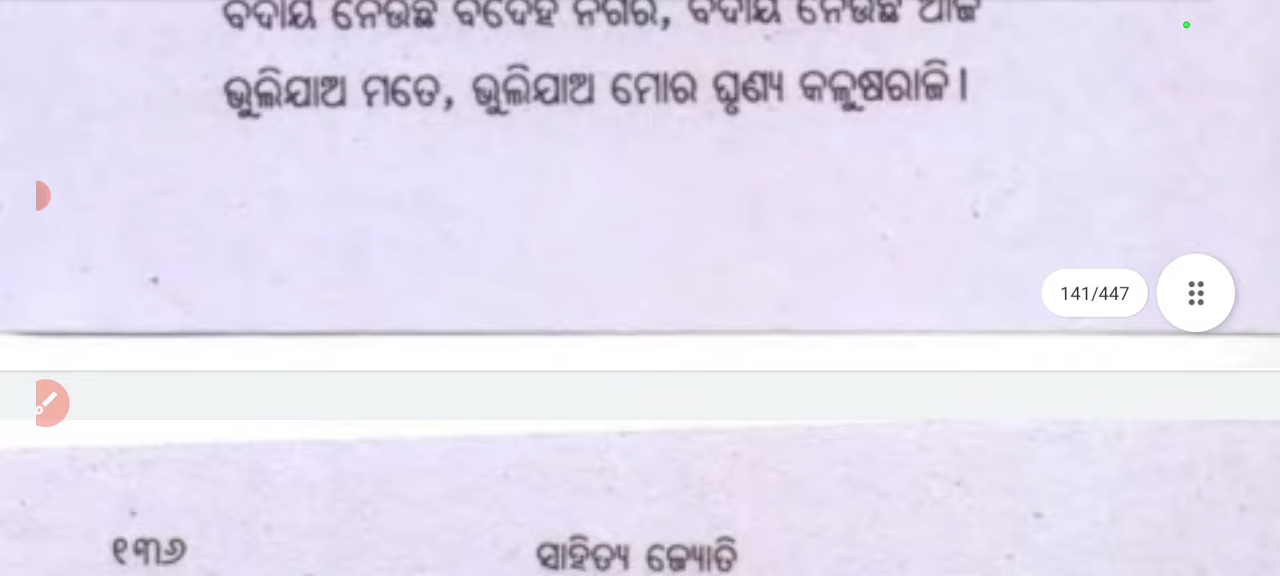 ବିଦାୟ ନେଉଛି ବିଦେହ ନଗର, ବିଦାୟ ନେଉଛି ଆଜି
ଭୁଲିଯାଅ ମତେ, ଭୁଲିଯାଅ ମୋର ଘୃଣ୍ୟ କଳୁଷରାଜି।
141/447
୧୩୬
ସାହିତ୍ୟ ଜ୍ୟୋତି